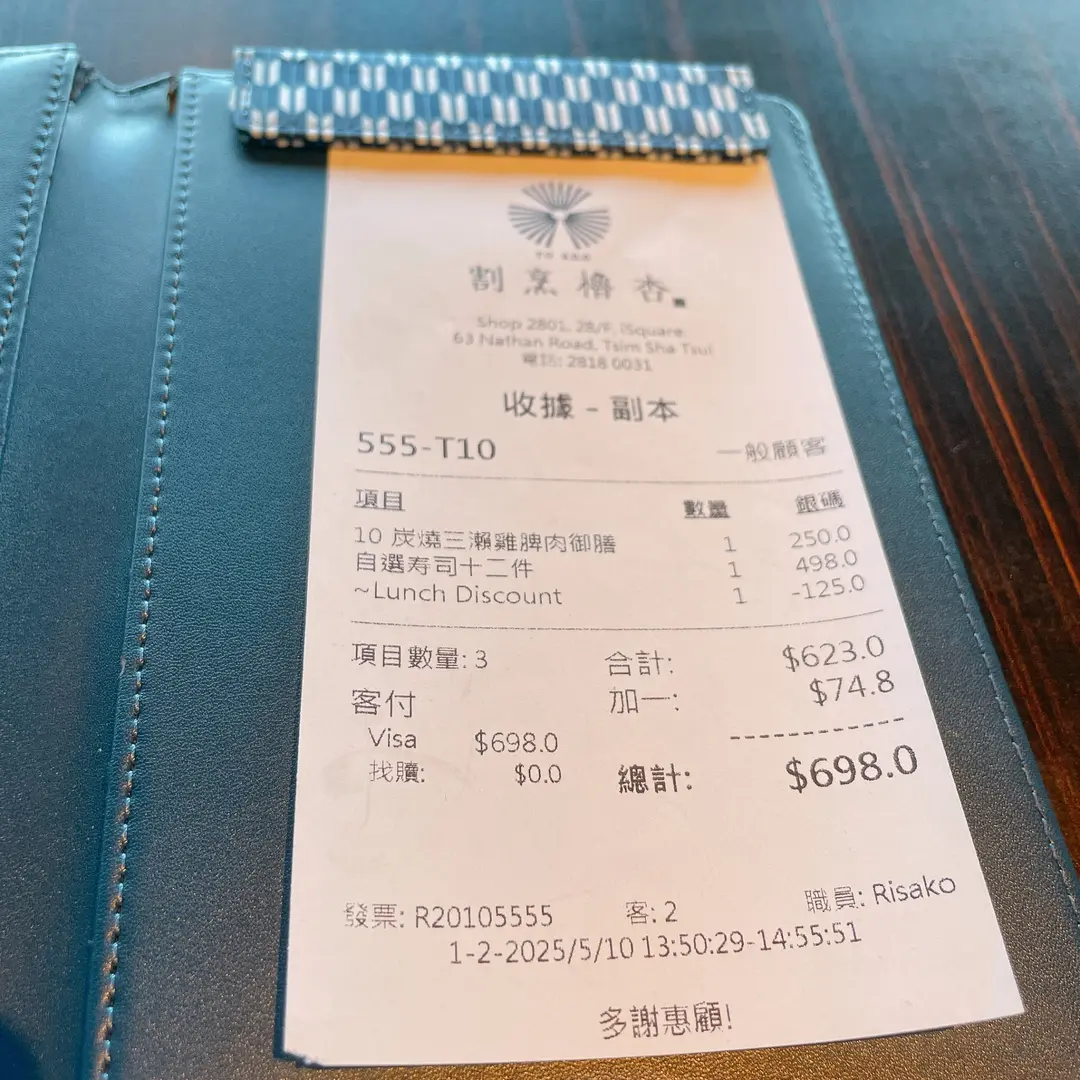 割烹櫓杏
Shop 2801, 28/F, iSquare,
63 Nathan Road, Tsim Sha Tsui
電話: 2818 0031
收據 - 副本
555-T10 一般顧客
項目 數量 銀碼
10 炭燒三瀨雞脾肉御膳 1 250.0
自選寿司十二件 1 498.0
~Lunch Discount 1 -125.0
項目數量: 3 合計: $623.0
客付 加一: $74.8
Visa $698.0
找贖: $0.0 總計: $698.0
發票: R20105555 客: 2 職員: Risako
1-2-2025/5/10 13:50:29-14:55:51
多謝惠顧!